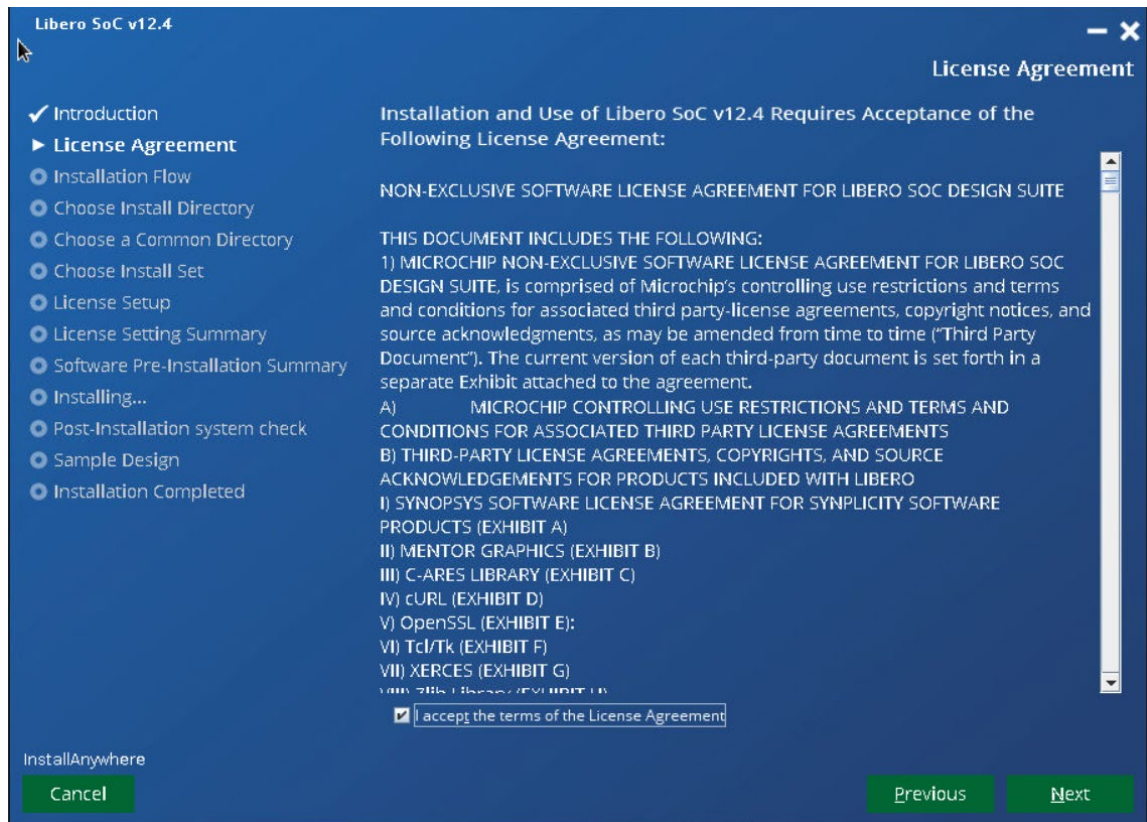 Libero SoC v12.4
License Agreement
Introduction
License Agreement
Installation Flow
Choose Install Directory
Choose a Common Directory
Choose Install Set
License Setup
License Setting Summary
Software Pre-Installation Summary
Installing...
Post-Installation system check
Sample Design
Installation Completed
Installation and Use of Libero SoC v12.4 Requires Acceptance of the
Following License Agreement:
NON-EXCLUSIVE SOFTWARE LICENSE AGREEMENT FOR LIBERO SOC DESIGN SUITE
THIS DOCUMENT INCLUDES THE FOLLOWING:
1) MICROCHIP NON-EXCLUSIVE SOFTWARE LICENSE AGREEMENT FOR LIBERO SOC
DESIGN SUITE, is comprised of Microchip's controlling use restrictions and terms
and conditions for associated third party-license agreements, copyright notices, and
source acknowledgments, as may be amended from time to time ("Third Party
Document"). The current version of each third-party document is set forth in a
separate Exhibit attached to the agreement.
A) MICROCHIP CONTROLLING USE RESTRICTIONS AND TERMS AND
CONDITIONS FOR ASSOCIATED THIRD PARTY LICENSE AGREEMENTS
B) THIRD-PARTY LICENSE AGREEMENTS, COPYRIGHTS, AND SOURCE
ACKNOWLEDGEMENTS FOR PRODUCTS INCLUDED WITH LIBERO
I) SYNOPSYS SOFTWARE LICENSE AGREEMENT FOR SYNPLICITY SOFTWARE
PRODUCTS (EXHIBIT A)
II) MENTOR GRAPHICS (EXHIBIT B)
III) C-ARES LIBRARY (EXHIBIT C)
IV) cURL (EXHIBIT D)
V) OpenSSL (EXHIBIT E):
VI) Tcl/Tk (EXHIBIT F)
VII) XERCES (EXHIBIT G)
VIII) Zlib Library (EXHIBIT H)
I accept the terms of the License Agreement
InstallAnywhere
Cancel
Previous
Next